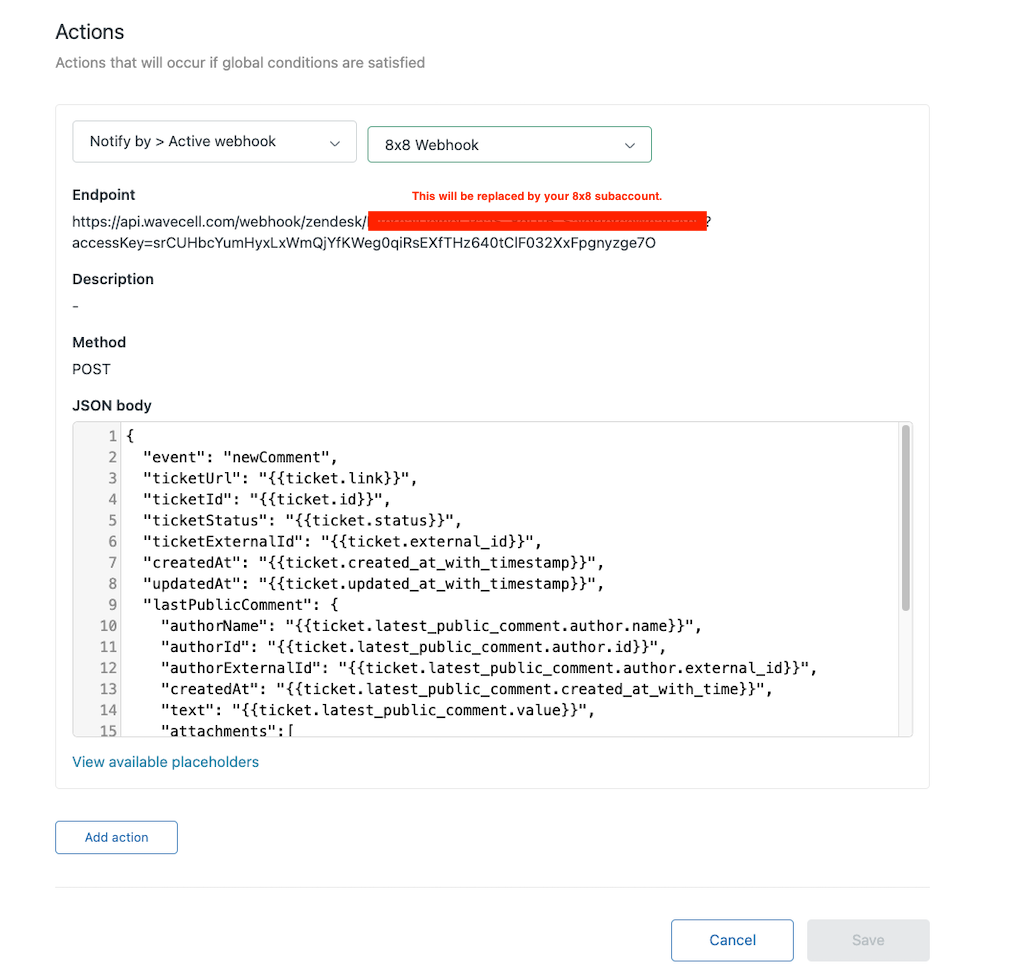 Actions
Actions that will occur if global conditions are satisfied
Notify by > Active webhook
8x8 Webhook
Endpoint
This will be replaced by your 8x8 subaccount.
https://api.wavecell.com/webhook/zendesk/ ?
accessKey=srCUHbcYumHyxLxWmQjYfKWeg0qiRsEXfTHz640tClF032XxFpgnyzge7O
Description
-
Method
POST
JSON body
1 {
2 "event": "newComment",
3 "ticketUrl": "{{ticket.link}}",
4 "ticketId": "{{ticket.id}}",
5 "ticketStatus": "{{ticket.status}}",
6 "ticketExternalId": "{{ticket.external_id}}",
7 "createdAt": "{{ticket.created_at_with_timestamp}}",
8 "updatedAt": "{{ticket.updated_at_with_timestamp}}",
9 "lastPublicComment": {
10 "authorName": "{{ticket.latest_public_comment.author.name}}",
11 "authorId": "{{ticket.latest_public_comment.author.id}}",
12 "authorExternalId": "{{ticket.latest_public_comment.author.external_id}}",
13 "createdAt": "{{ticket.latest_public_comment.created_at_with_time}}",
14 "text": "{{ticket.latest_public_comment.value}}",
15 "attachments":[
View available placeholders
Add action
Cancel
Save